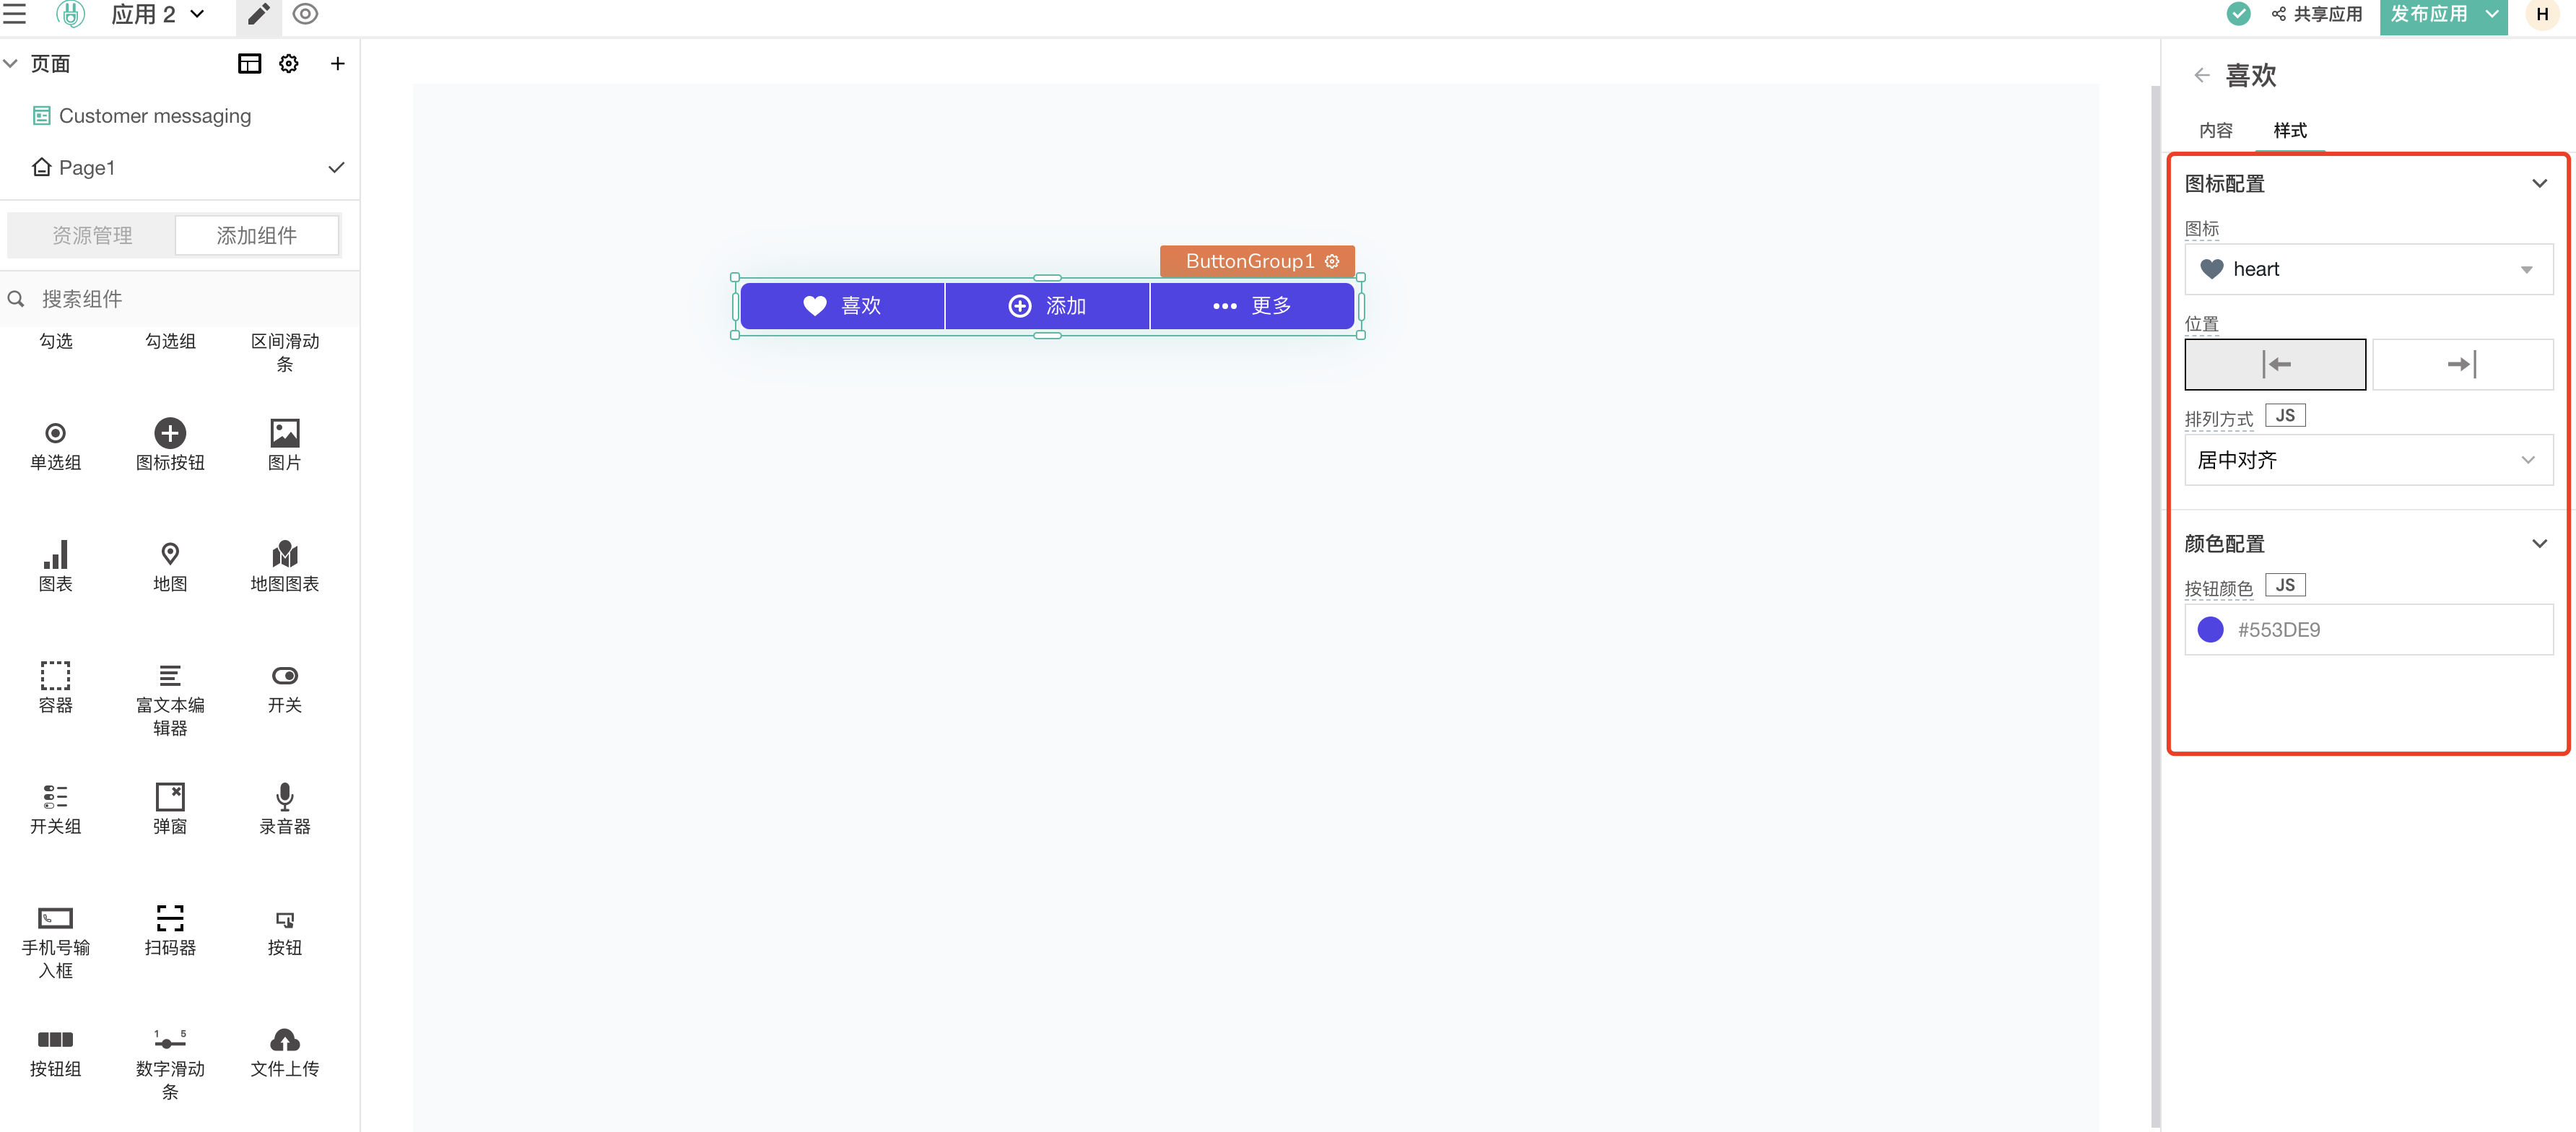 应用 2
共享应用
发布应用
H
页面
Customer messaging
Page1
资源管理
添加组件
搜索组件
勾选
勾选组
区间滑动
条
单选组
图标按钮
图片
图表
地图
地图图表
容器
富文本编
辑器
开关
开关组
弹窗
录音器
手机号输
入框
扫码器
按钮
按钮组
1 5
数字滑动
条
文件上传
ButtonGroup1
喜欢
添加
更多
喜欢
内容
样式
图标配置
图标
heart
位置
排列方式 JS
居中对齐
颜色配置
按钮颜色 JS
#553DE9